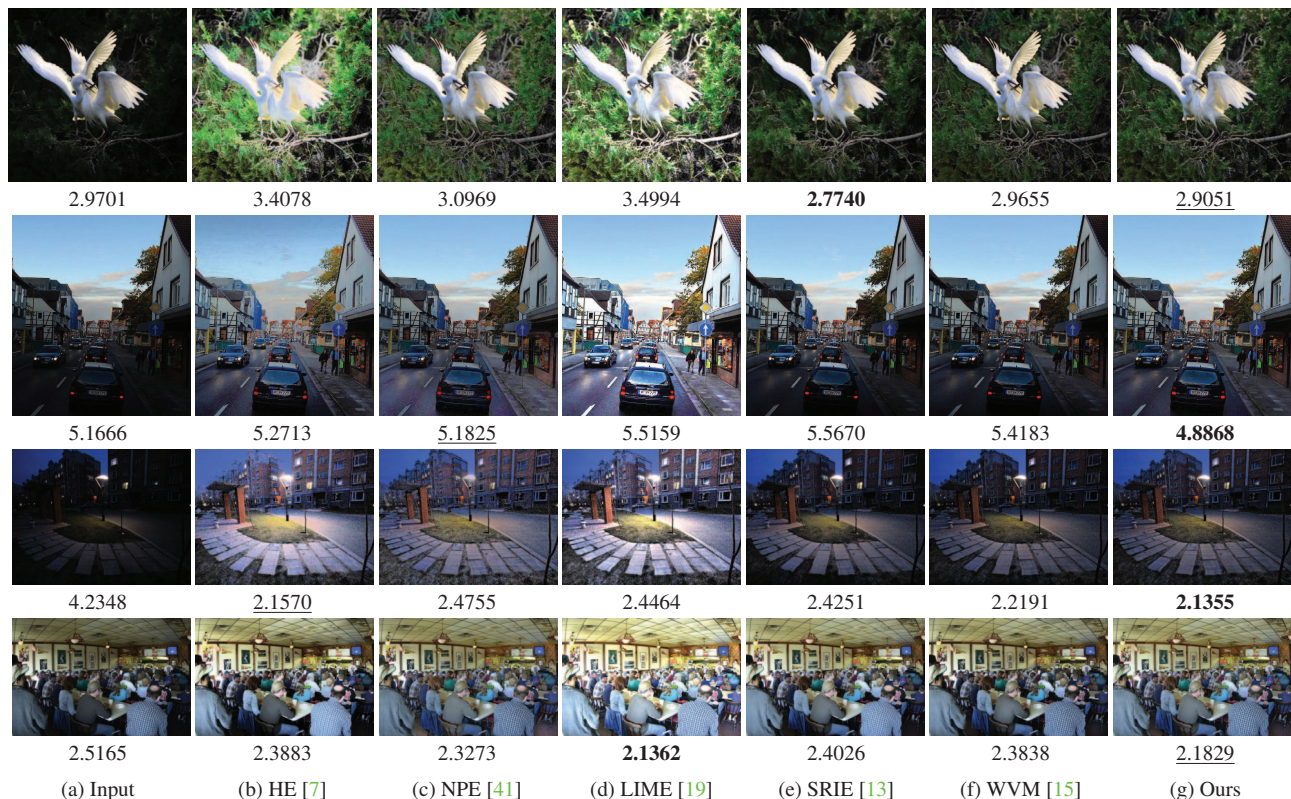 2.9701 3.4078 3.0969 3.4994 2.7740 2.9655 2.9051
5.1666 5.2713 5.1825 5.5159 5.5670 5.4183 4.8868
4.2348 2.1570 2.4755 2.4464 2.4251 2.2191 2.1355
2.5165 2.3883 2.3273 2.1362 2.4026 2.3838 2.1829
(a) Input (b) HE [7] (c) NPE [41] (d) LIME [19] (e) SRIE [13] (f) WVM [15] (g) Ours